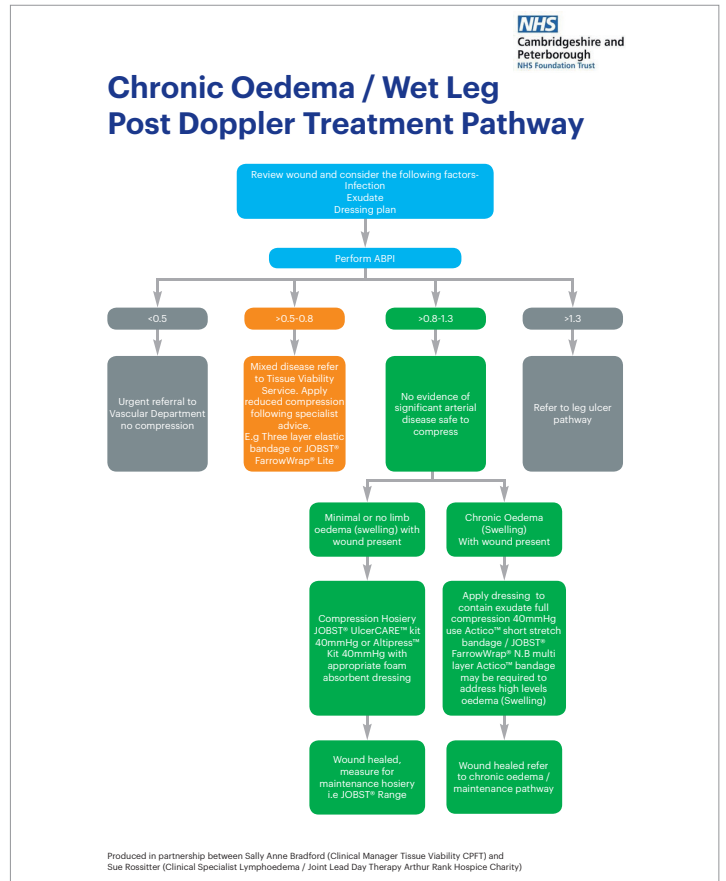 NHS
Cambridgeshire and
Peterborough
NHS Foundation Trust
Chronic Oedema / Wet Leg
Post Doppler Treatment Pathway
Review wound and consider the following factors-
Infection
Exudate
Dressing plan
Perform ABPI
<0.5
>0.5-0.8
>0.8-1.3
>1.3
Urgent referral to
Vascular Department
no compression
Mixed disease refer
to Tissue Viability
Service. Apply
reduced compression
following specialist
advice.
E.g Three layer elastic
bandage or JOBST®
FarrowWrap® Lite
No evidence of
significant arterial
disease safe to
compress
Refer to leg ulcer
pathway
Minimal or no limb
oedema (swelling) with
wound present
Chronic Oedema
(Swelling)
With wound present
Compression Hosiery
JOBST® UlcerCARE™ kit
40mmHg or Altipress™
Kit 40mmHg with
appropriate foam
absorbent dressing
Apply dressing to
contain exudate full
compression 40mmHg
use Actico™ short stretch
bandage / JOBST®
FarrowWrap® N.B multi
layer Actico™ bandage
may be required to
address high levels
oedema (Swelling)
Wound healed,
measure for
maintenance hosiery
i.e JOBST® Range
Wound healed refer
to chronic oedema /
maintenance pathway
Produced in partnership between Sally Anne Bradford (Clinical Manager Tissue Viability CPFT) and
Sue Rossitter (Clinical Specialist Lymphoedema / Joint Lead Day Therapy Arthur Rank Hospice Charity)